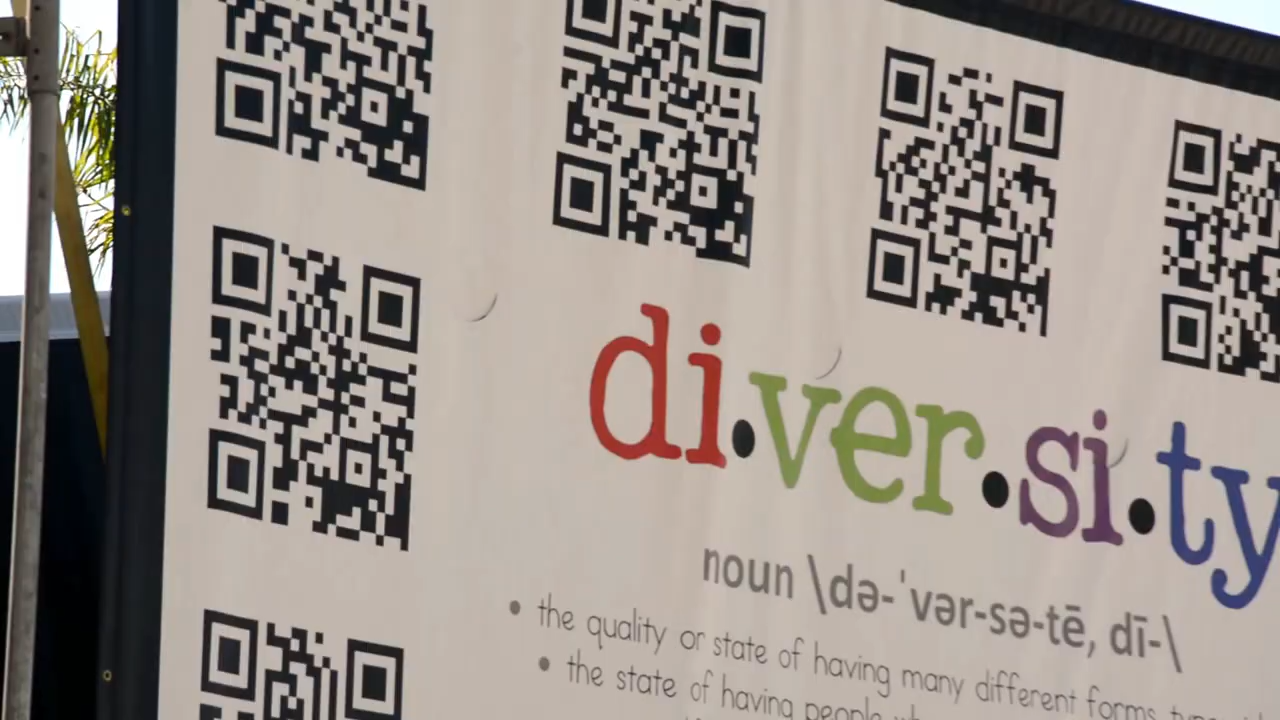 di•ver•si•ty
noun \də-ˈvər-sə-tē, dī-\
• the quality or state of having many different forms
• the state of having people